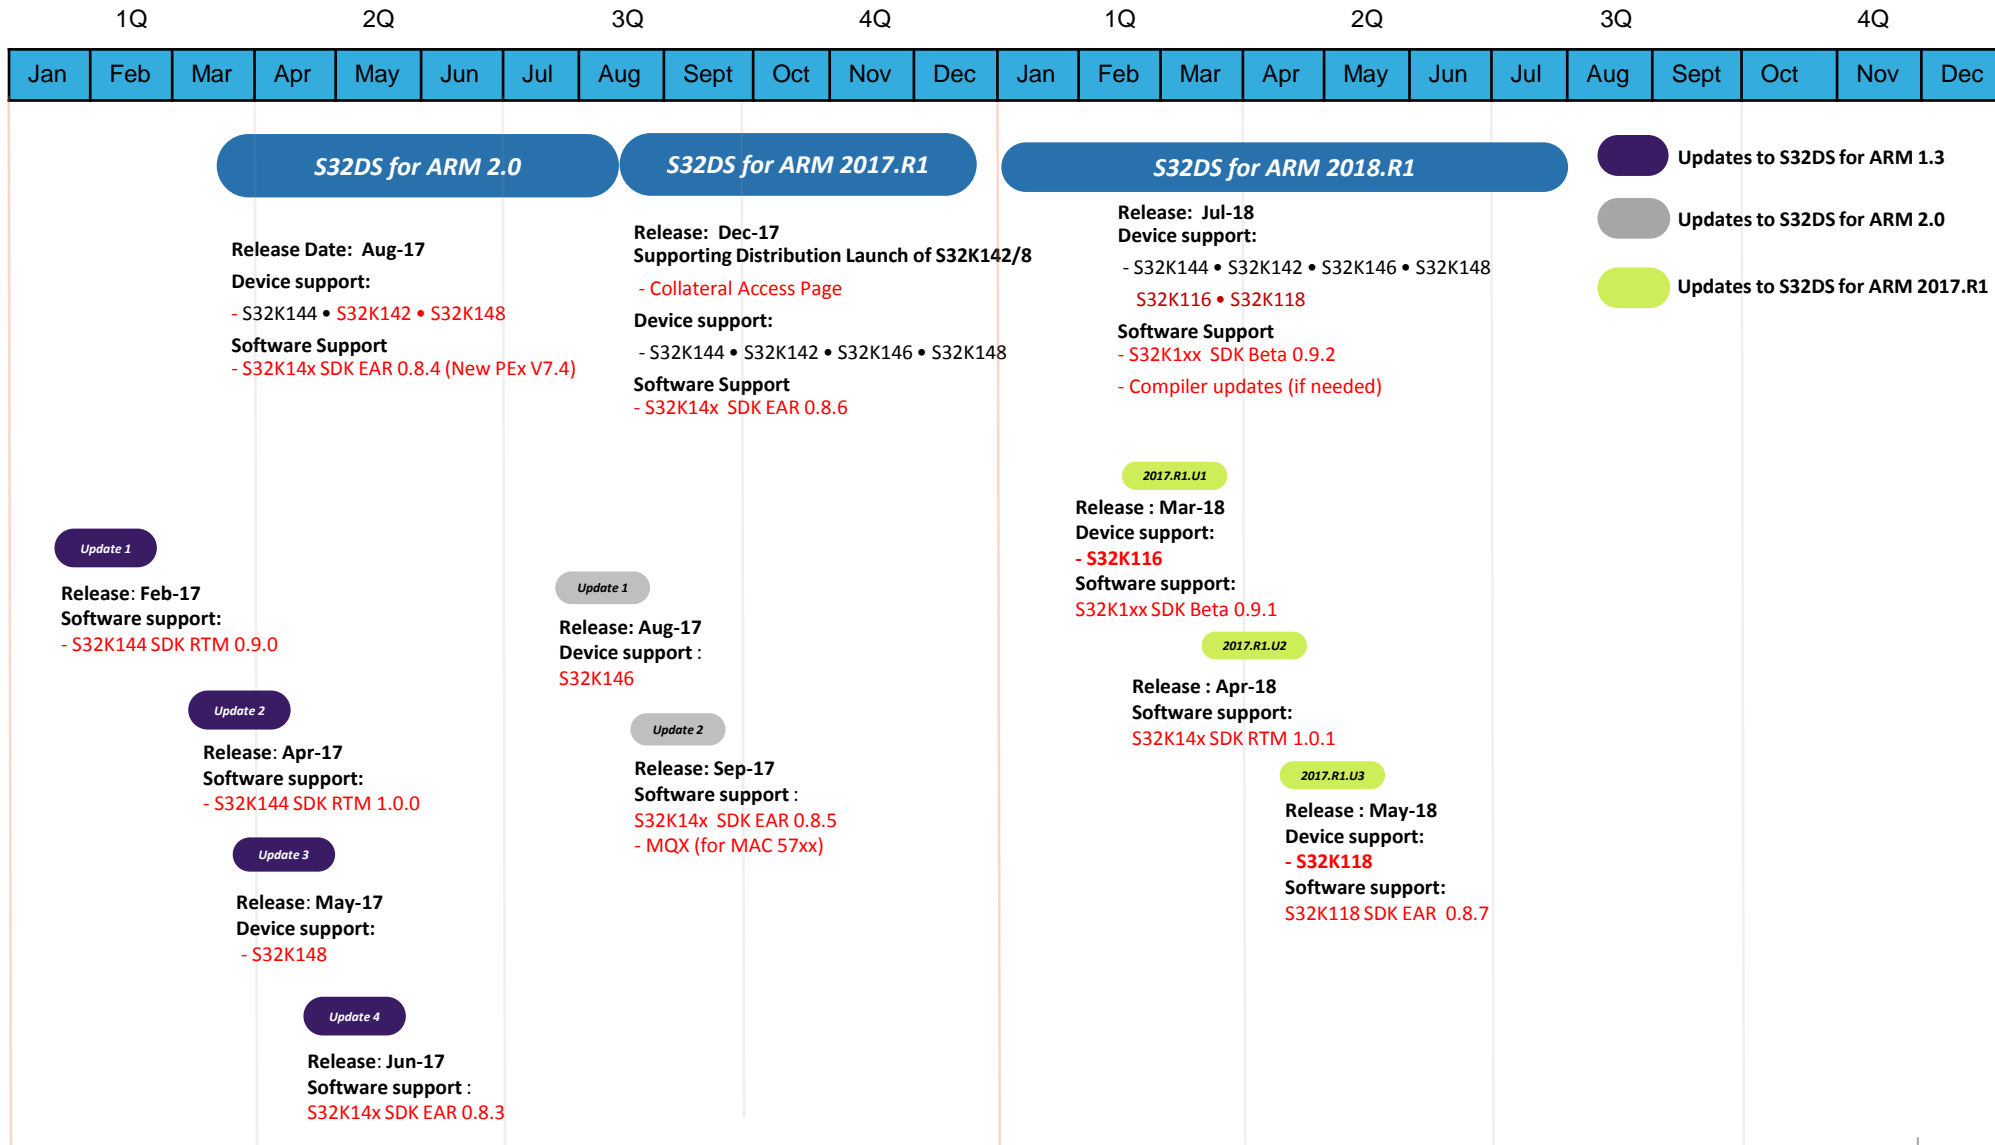 1Q 2Q 3Q 4Q 1Q 2Q 3Q 4Q
Jan Feb Mar Apr May Jun Jul Aug Sept Oct Nov Dec Jan Feb Mar Apr May Jun Jul Aug Sept Oct Nov Dec
S32DS for ARM 2.0
Release Date: Aug-17
Device support:
- S32K144 • S32K142 • S32K148
Software Support
- S32K14x SDK EAR 0.8.4 (New PEx V7.4)
S32DS for ARM 2017.R1
Release: Dec-17
Supporting Distribution Launch of S32K142/8
- Collateral Access Page
Device support:
- S32K144 • S32K142 • S32K146 • S32K148
Software Support
- S32K14x SDK EAR 0.8.6
S32DS for ARM 2018.R1
Release: Jul-18
Device support:
- S32K144 • S32K142 • S32K146 • S32K148
S32K116 • S32K118
Software Support
- S32K1xx SDK Beta 0.9.2
- Compiler updates (if needed)
Updates to S32DS for ARM 1.3
Updates to S32DS for ARM 2.0
Updates to S32DS for ARM 2017.R1
Update 1
Release: Feb-17
Software support:
- S32K144 SDK RTM 0.9.0
Update 2
Release: Apr-17
Software support:
- S32K144 SDK RTM 1.0.0
Update 3
Release: May-17
Device support:
- S32K148
Update 4
Release: Jun-17
Software support :
S32K14x SDK EAR 0.8.3
Update 1
Release: Aug-17
Device support :
S32K146
Update 2
Release: Sep-17
Software support :
S32K14x SDK EAR 0.8.5
- MQX (for MAC 57xx)
2017.R1.U1
Release : Mar-18
Device support:
- S32K116
Software support:
S32K1xx SDK Beta 0.9.1
2017.R1.U2
Release : Apr-18
Software support:
S32K14x SDK RTM 1.0.1
2017.R1.U3
Release : May-18
Device support:
- S32K118
Software support:
S32K118 SDK EAR 0.8.7